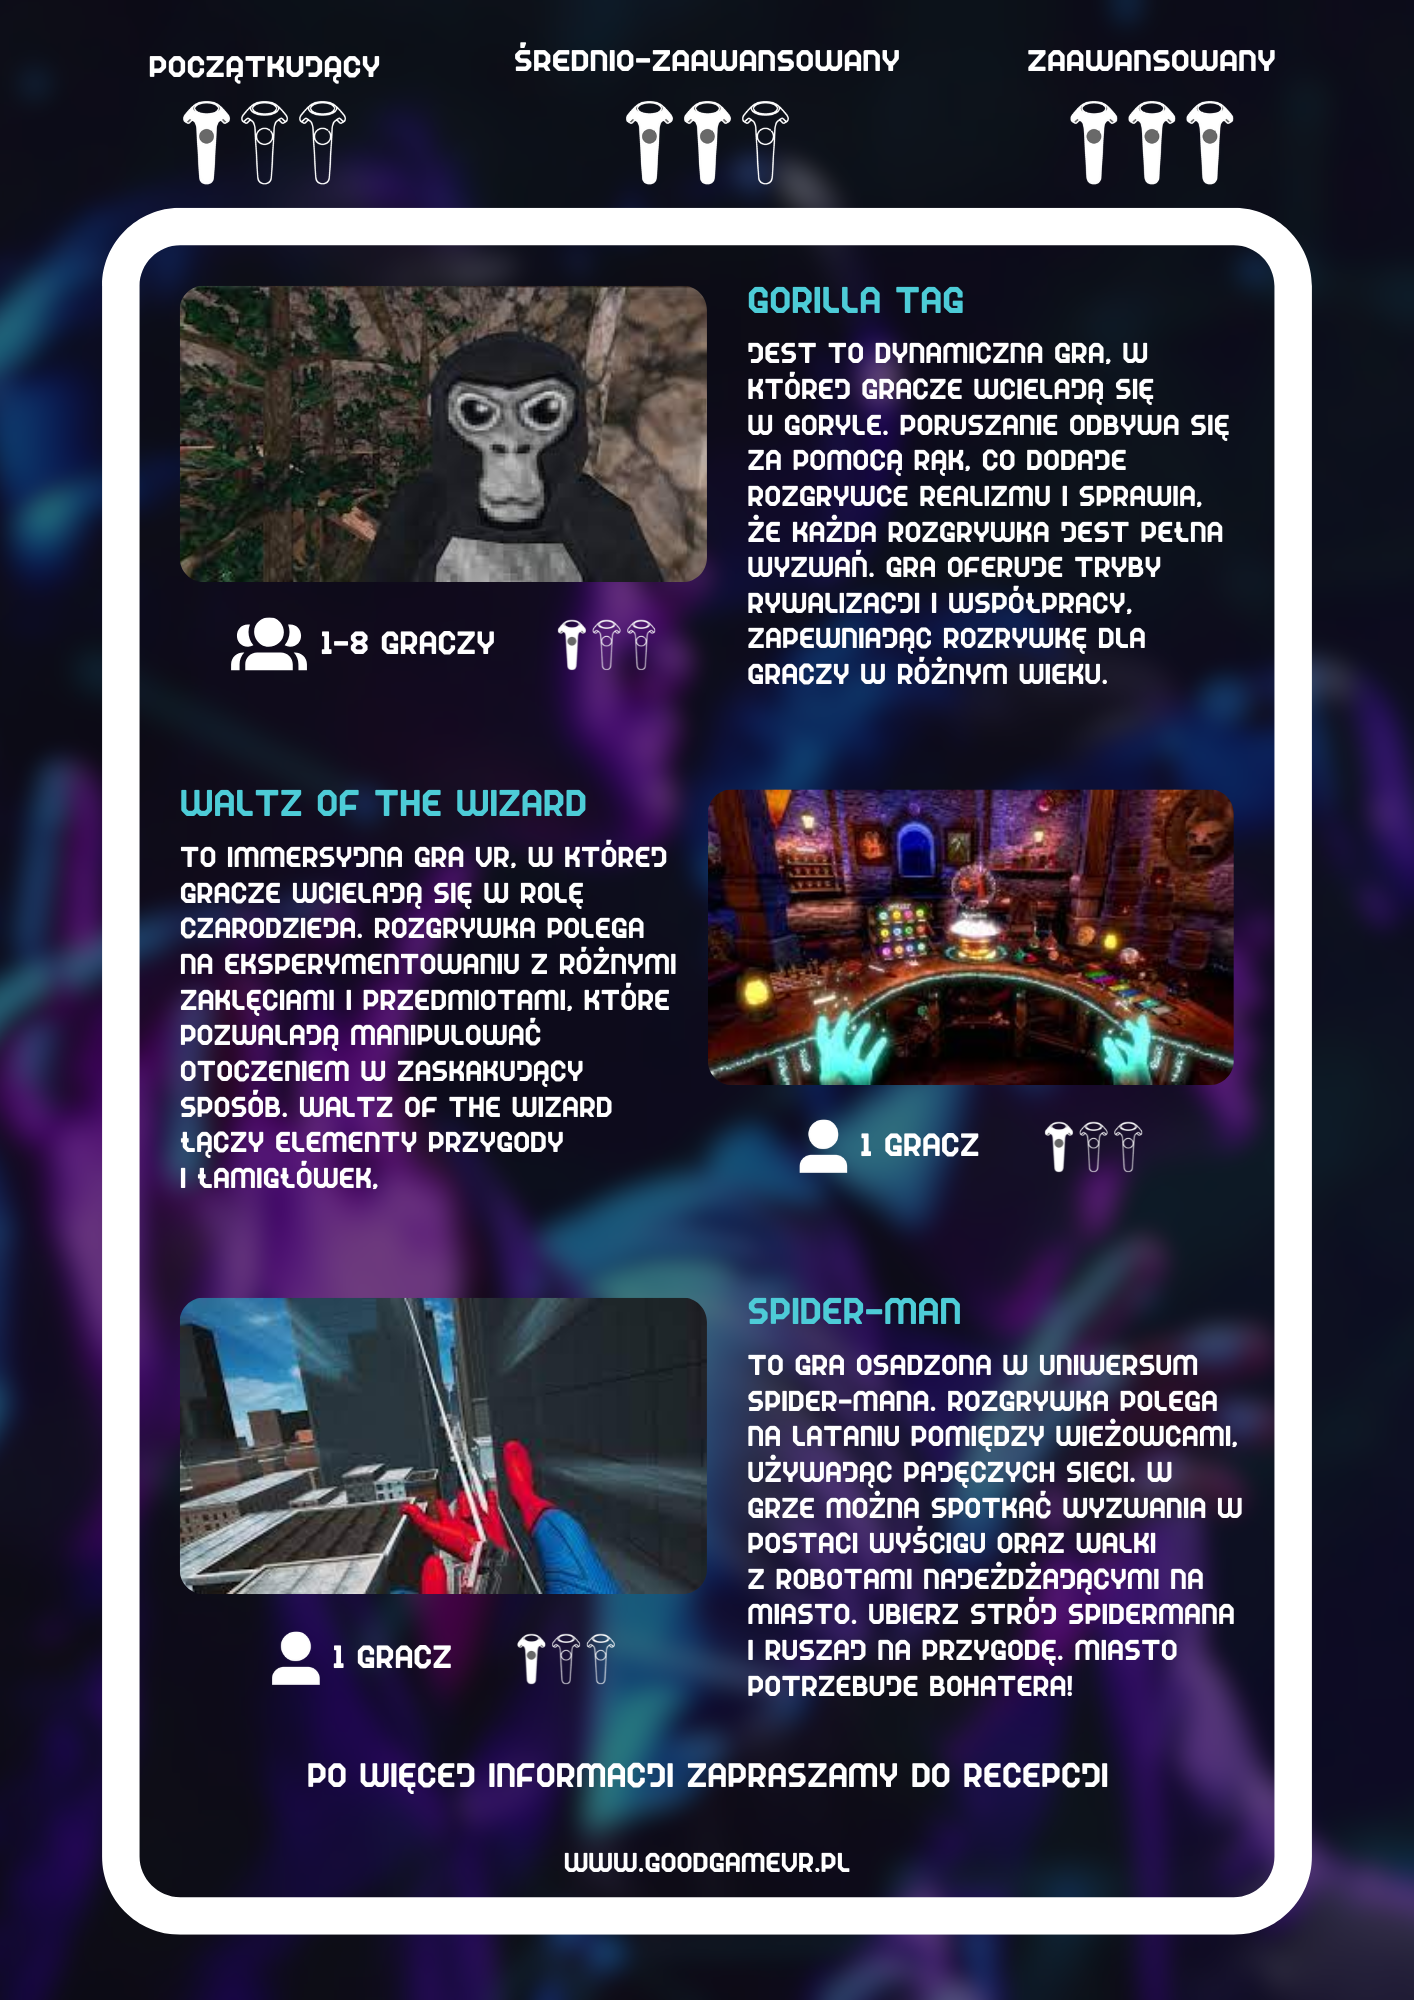 POCZĄTKUJĄCY
ŚREDNIO-ZAAWANSOWANY
ZAAWANSOWANY
GORILLA TAG
JEST TO DYNAMICZNA GRA, W
KTÓREJ GRACZE WCIELAJĄ SIĘ
W GORYLE. PORUSZANIE ODBYWA SIĘ
ZA POMOCĄ RĄK, CO DODAJE
ROZGRYWCE REALIZMU I SPRAWIA,
ŻE KAŻDA ROZGRYWKA JEST PEŁNA
WYZWAŃ. GRA OFERUJE TRYBY
RYWALIZACJI I WSPÓŁPRACY,
ZAPEWNIAJĄC ROZRYWKĘ DLA
GRACZY W RÓŻNYM WIEKU.
1-8 GRACZY
WALTZ OF THE WIZARD
TO IMMERSYJNA GRA VR, W KTÓREJ
GRACZE WCIELAJĄ SIĘ W ROLĘ
CZARODZIEJA. ROZGRYWKA POLEGA
NA EKSPERYMENTOWANIU Z RÓŻNYMI
ZAKLĘCIAMI I PRZEDMIOTAMI, KTÓRE
POZWALAJĄ MANIPULOWAĆ
OTOCZENIEM W ZASKAKUJĄCY
SPOSÓB. WALTZ OF THE WIZARD
ŁĄCZY ELEMENTY PRZYGODY
I ŁAMIGŁÓWEK,
1 GRACZ
SPIDER-MAN
TO GRA OSADZONA W UNIWERSUM
SPIDER-MANA. ROZGRYWKA POLEGA
NA LATANIU POMIĘDZY WIEŻOWCAMI,
UŻYWAJĄC PAJĘCZYCH SIECI. W
GRZE MOŻNA SPOTKAĆ WYZWANIA W
POSTACI WYŚCIGU ORAZ WALKI
Z ROBOTAMI NAJEŻDŻAJĄCYMI NA
MIASTO. UBIERZ STRÓJ SPIDERMANA
I RUSZAJ NA PRZYGODĘ. MIASTO
POTRZEBUJE BOHATERA!
1 GRACZ
PO WIĘCEJ INFORMACJI ZAPRASZAMY DO RECEPCJI
WWW.GOODGAMEVR.PL